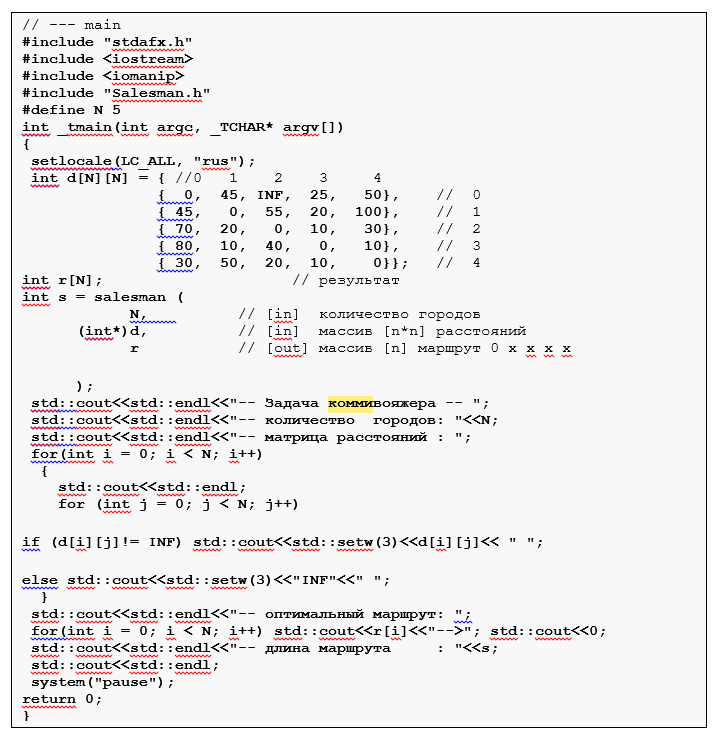 // --- main
#include "stdafx.h"
#include <iostream>
#include <iomanip>
#include "Salesman.h"
#define N 5
int _tmain(int argc, _TCHAR* argv[])
{
 setlocale(LC_ALL, "rus");
 int d[N][N] = { //0   1    2    3     4
               {  0,  45, INF,  25,   50},    //  0
               { 45,   0,  55,  20,  100},    //  1
               { 70,  20,   0,  10,   30},    //  2
               { 80,  10,  40,   0,   10},    //  3
               { 30,  50,  20,  10,    0}};   //  4
int r[N];                     // результат
int s = salesman (
            N,          // [in]  количество городов
      (int*)d,          // [in]  массив [n*n] расстояний
            r           // [out] массив [n] маршрут 0 x x x x
      );
 std::cout<<std::endl<<"-- Задача коммивояжера -- ";
 std::cout<<std::endl<<"-- количество  городов: "<<N;
 std::cout<<std::endl<<"-- матрица расстояний : ";
 for(int i = 0; i < N; i++)
  {
    std::cout<<std::endl;
    for (int j = 0; j < N; j++)
if (d[i][j]!= INF) std::cout<<std::setw(3)<<d[i][j]<< " ";
else std::cout<<std::setw(3)<<"INF"<<" ";
  }
 std::cout<<std::endl<<"-- оптимальный маршрут: ";
 for(int i = 0; i < N; i++) std::cout<<r[i]<<"-->"; std::cout<<0;
 std::cout<<std::endl<<"-- длина маршрута     : "<<s;
 std::cout<<std::endl;
 system("pause");
return 0;
}